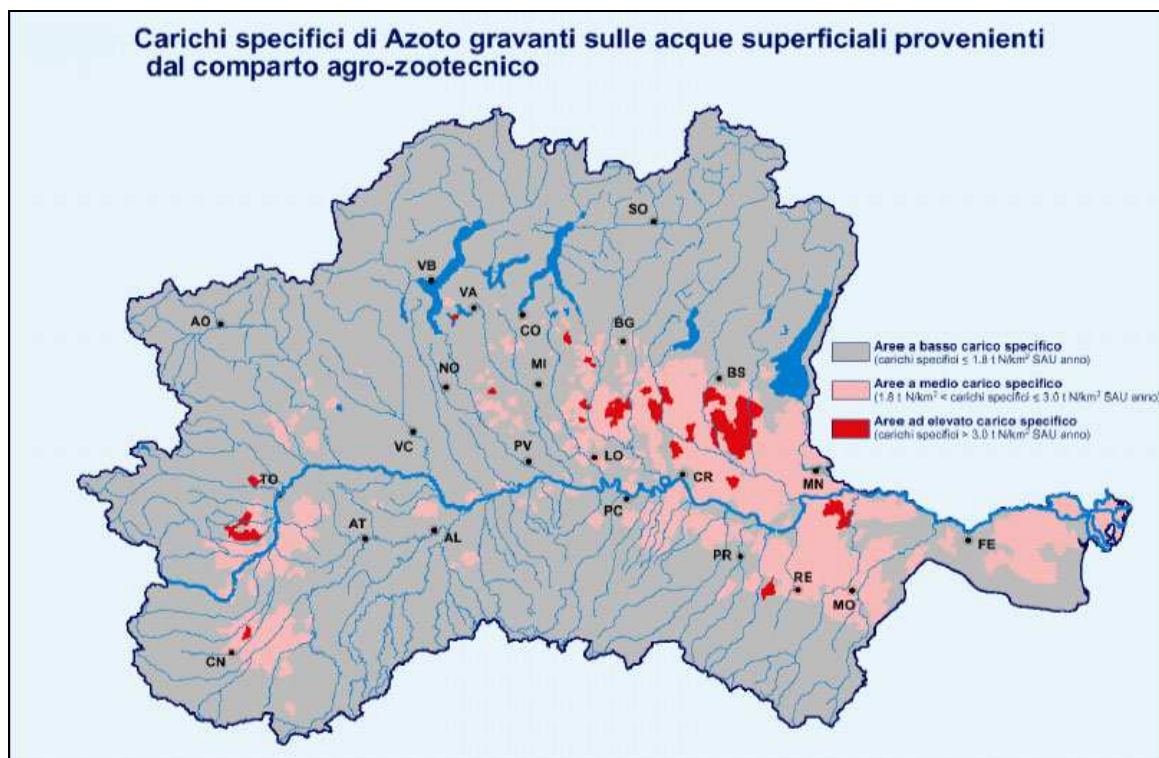 Carichi specifici di Azoto gravanti sulle acque superficiali provenienti
dal comparto agro-zootecnico
SO
VB
VA
AO
CO
BG
Aree a basso carico specifico
(carichi specifici ≤ 1.8 t N/km² SAU anno)
NO
MI
BS
Aree a medio carico specifico
(1.8 t N/km² < carichi specifici ≤ 3.0 t N/km² SAU anno)
Aree ad elevato carico specifico
(carichi specifici > 3.0 t N/km² SAU anno)
VC
PV
LO
TO
CR
MN
PC
AT
AL
FE
PR
RE
MO
CN